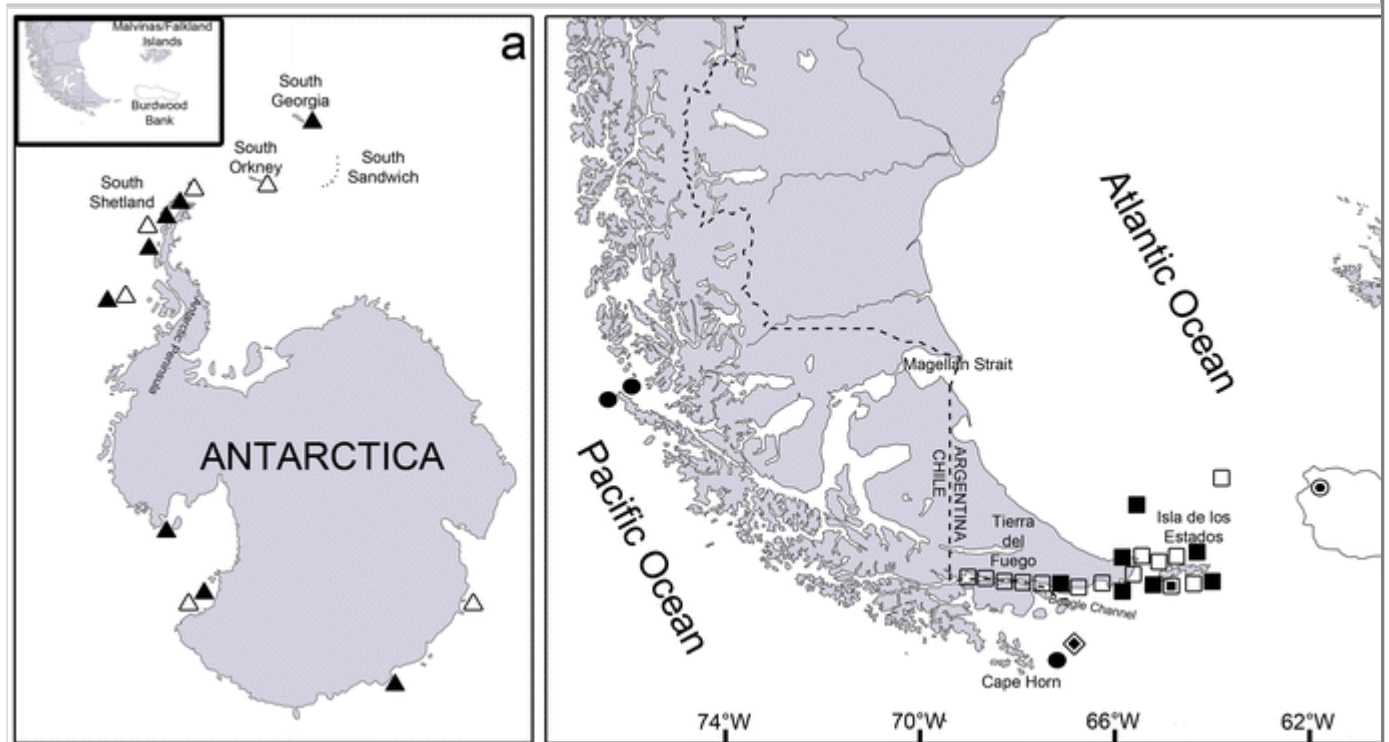 Malvinas/Falkland
Islands
Burdwood
Bank
a
South
Georgia
South
Orkney
South
Sandwich
South
Shetland
Antarctic Peninsula
ANTARCTICA
Atlantic Ocean
Magellan Strait
Pacific Ocean
ARGENTINA
CHILE
Tierra
del
Fuego
Isla de los
Estados
Beagle Channel
Cape Horn
74°W
70°W
66°W
62°W